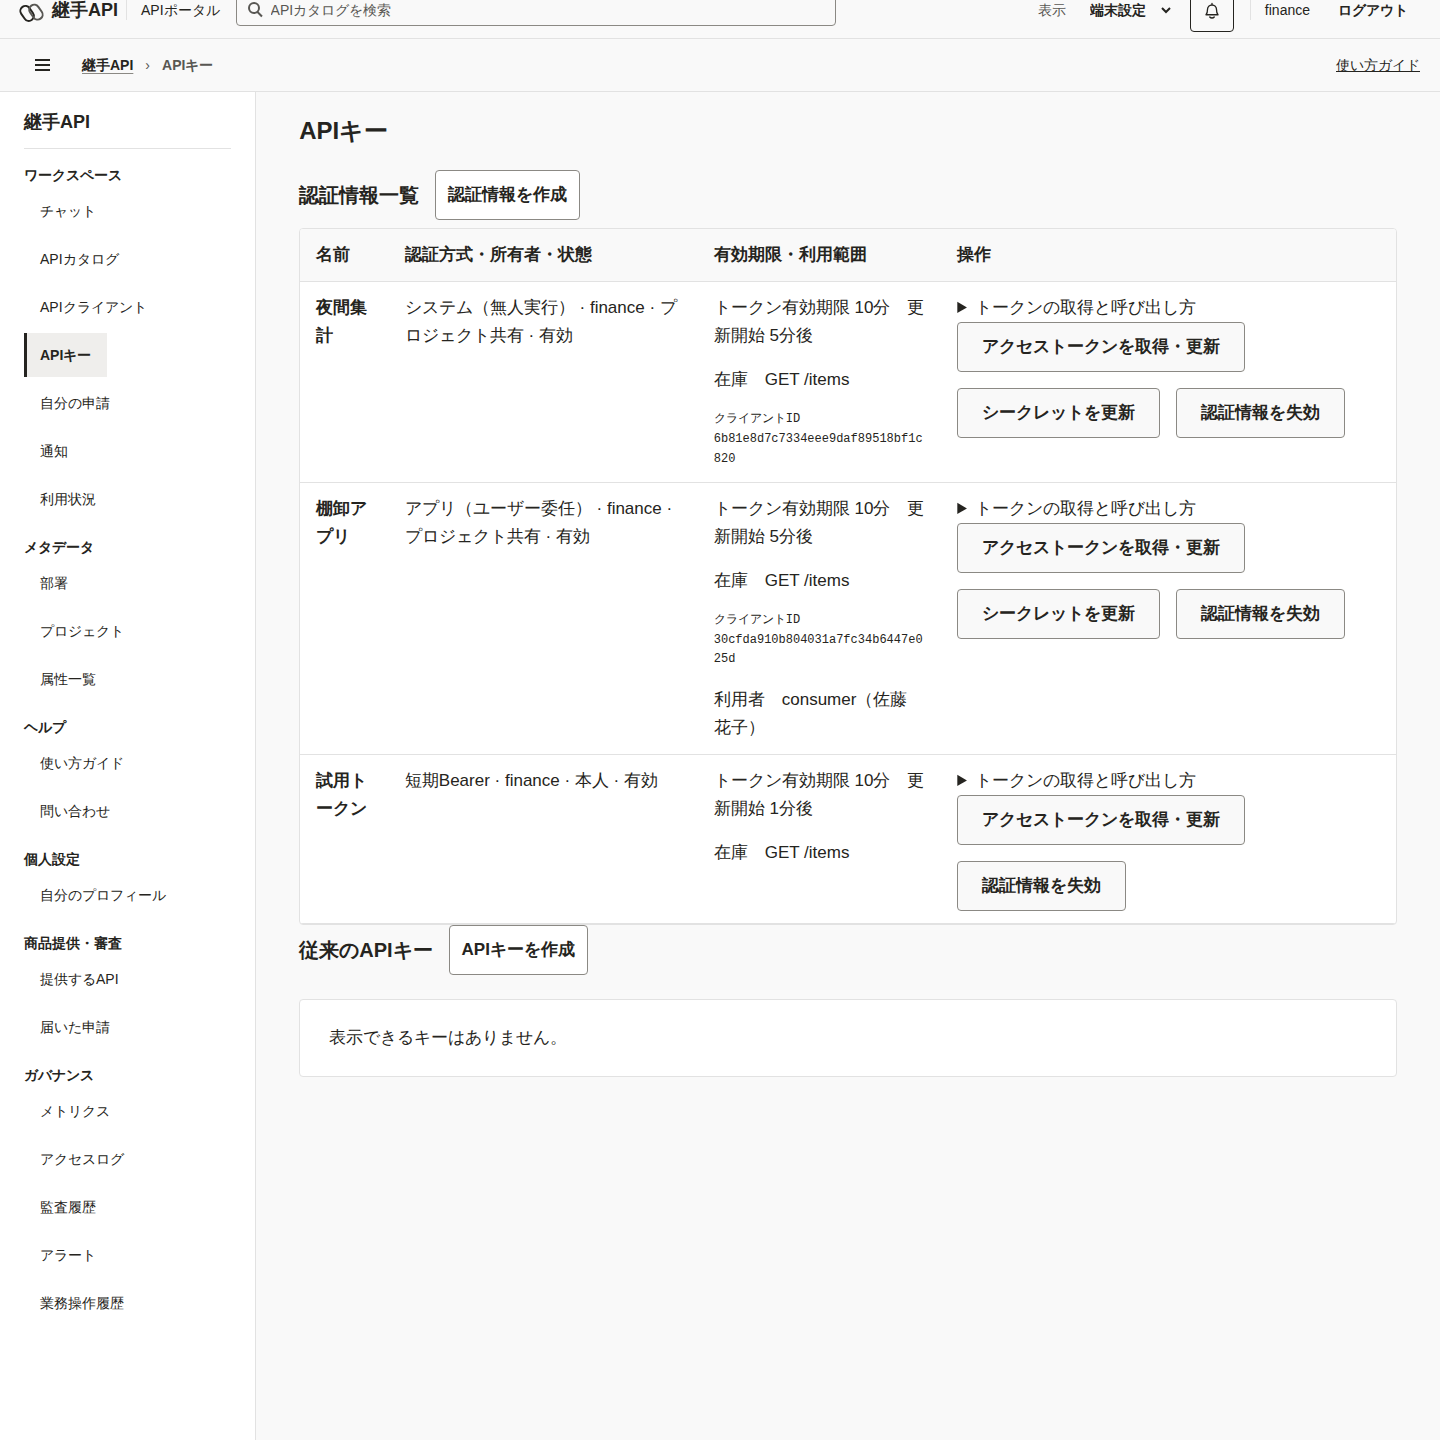 継手API
APIポータル
APIカタログを検索
表示
端末設定
finance
ログアウト
継手API › APIキー
使い方ガイド
継手API
ワークスペース
チャット
APIカタログ
APIクライアント
APIキー
自分の申請
通知
利用状況
メタデータ
部署
プロジェクト
属性一覧
ヘルプ
使い方ガイド
問い合わせ
個人設定
自分のプロフィール
商品提供・審査
提供するAPI
届いた申請
ガバナンス
メトリクス
アクセスログ
監査履歴
アラート
業務操作履歴
APIキー
認証情報一覧
認証情報を作成
名前
認証方式・所有者・状態
有効期限・利用範囲
操作
夜間集
計
システム（無人実行） · finance · プ
ロジェクト共有 · 有効
トークン有効期限 10分　更
新開始 5分後
在庫　GET /items
クライアントID
6b81e8d7c7334eee9daf89518bf1c
820
▶ トークンの取得と呼び出し方
アクセストークンを取得・更新
シークレットを更新
認証情報を失効
棚卸ア
プリ
アプリ（ユーザー委任） · finance ·
プロジェクト共有 · 有効
トークン有効期限 10分　更
新開始 5分後
在庫　GET /items
クライアントID
30cfda910b804031a7fc34b6447e0
25d
利用者　consumer（佐藤
花子）
▶ トークンの取得と呼び出し方
アクセストークンを取得・更新
シークレットを更新
認証情報を失効
試用ト
ークン
短期Bearer · finance · 本人 · 有効
トークン有効期限 10分　更
新開始 1分後
在庫　GET /items
▶ トークンの取得と呼び出し方
アクセストークンを取得・更新
認証情報を失効
従来のAPIキー
APIキーを作成
表示できるキーはありません。